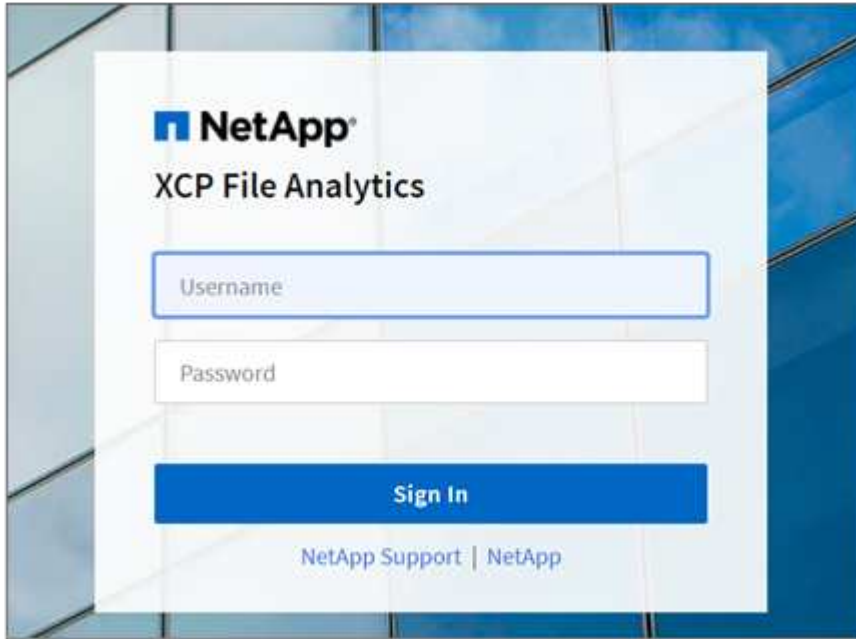 NetApp
XCP File Analytics
Username
Password
Sign In
NetApp Support | NetApp